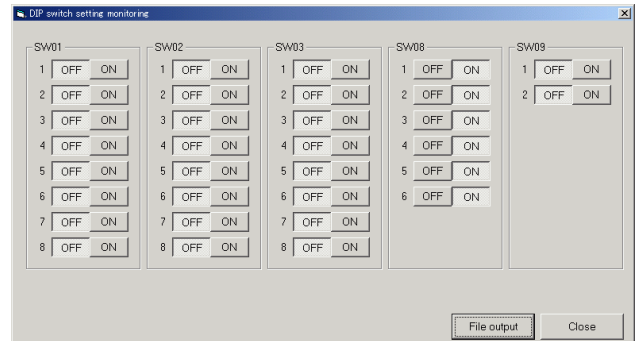 DIP switch setting monitoring
SW01 SW02 SW03 SW08 SW09
1 OFF ON 1 OFF ON 1 OFF ON 1 OFF ON 1 OFF ON
2 OFF ON 2 OFF ON 2 OFF ON 2 OFF ON 2 OFF ON
3 OFF ON 3 OFF ON 3 OFF ON 3 OFF ON
4 OFF ON 4 OFF ON 4 OFF ON 4 OFF ON
5 OFF ON 5 OFF ON 5 OFF ON 5 OFF ON
6 OFF ON 6 OFF ON 6 OFF ON 6 OFF ON
7 OFF ON 7 OFF ON 7 OFF ON
8 OFF ON 8 OFF ON 8 OFF ON
File output Close